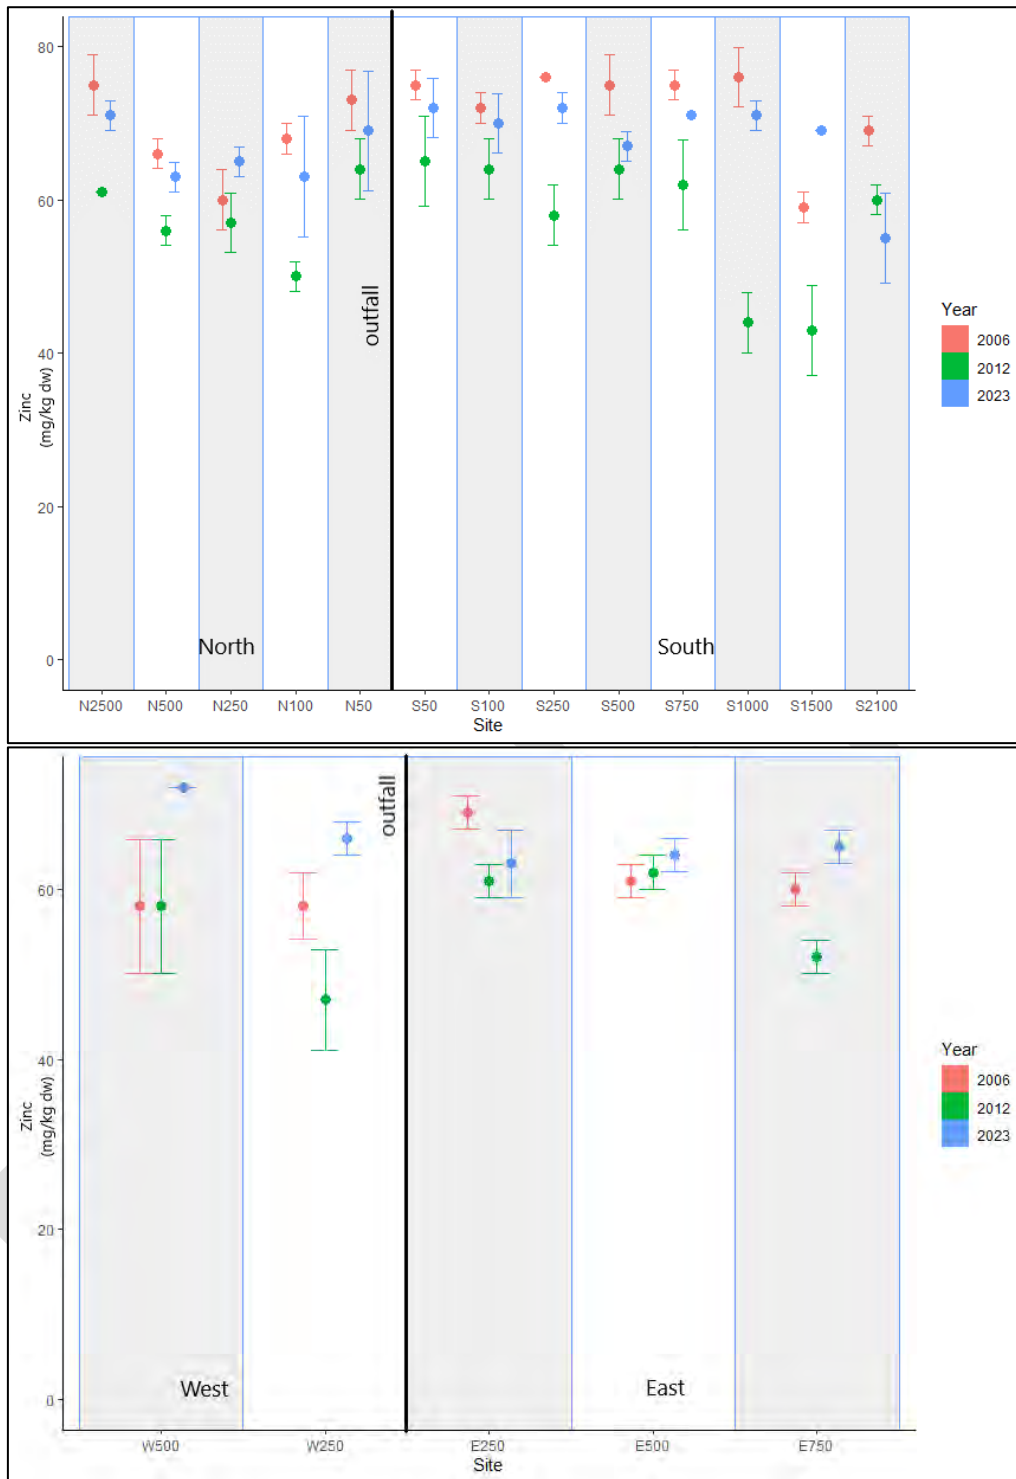 80
60
40
20
0
Zinc
(mg/kg dw)
outfall
North
South
N2500 N500 N250 N100 N50 S50 S100 S250 S500 S750 S1000 S1500 S2100
Site
Year
2006
2012
2023
60
40
20
0
Zinc
(mg/kg dw)
outfall
West
East
W500 W250 E250 E500 E750
Site
Year
2006
2012
2023